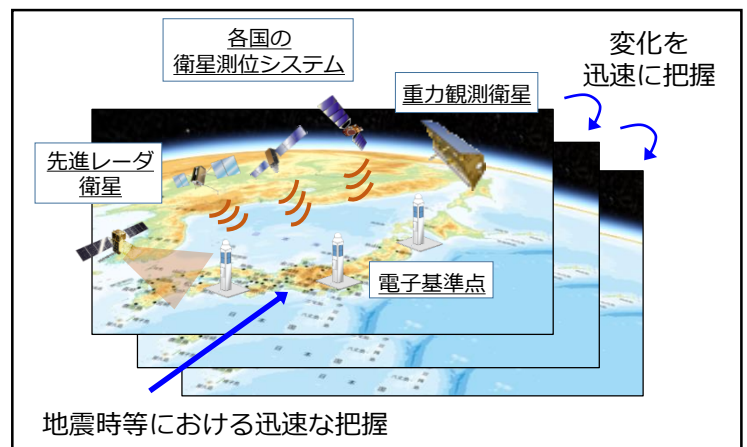 各国の
衛星測位システム
変化を
迅速に把握
重力観測衛星
先進レーダ
衛星
電子基準点
地震時等における迅速な把握